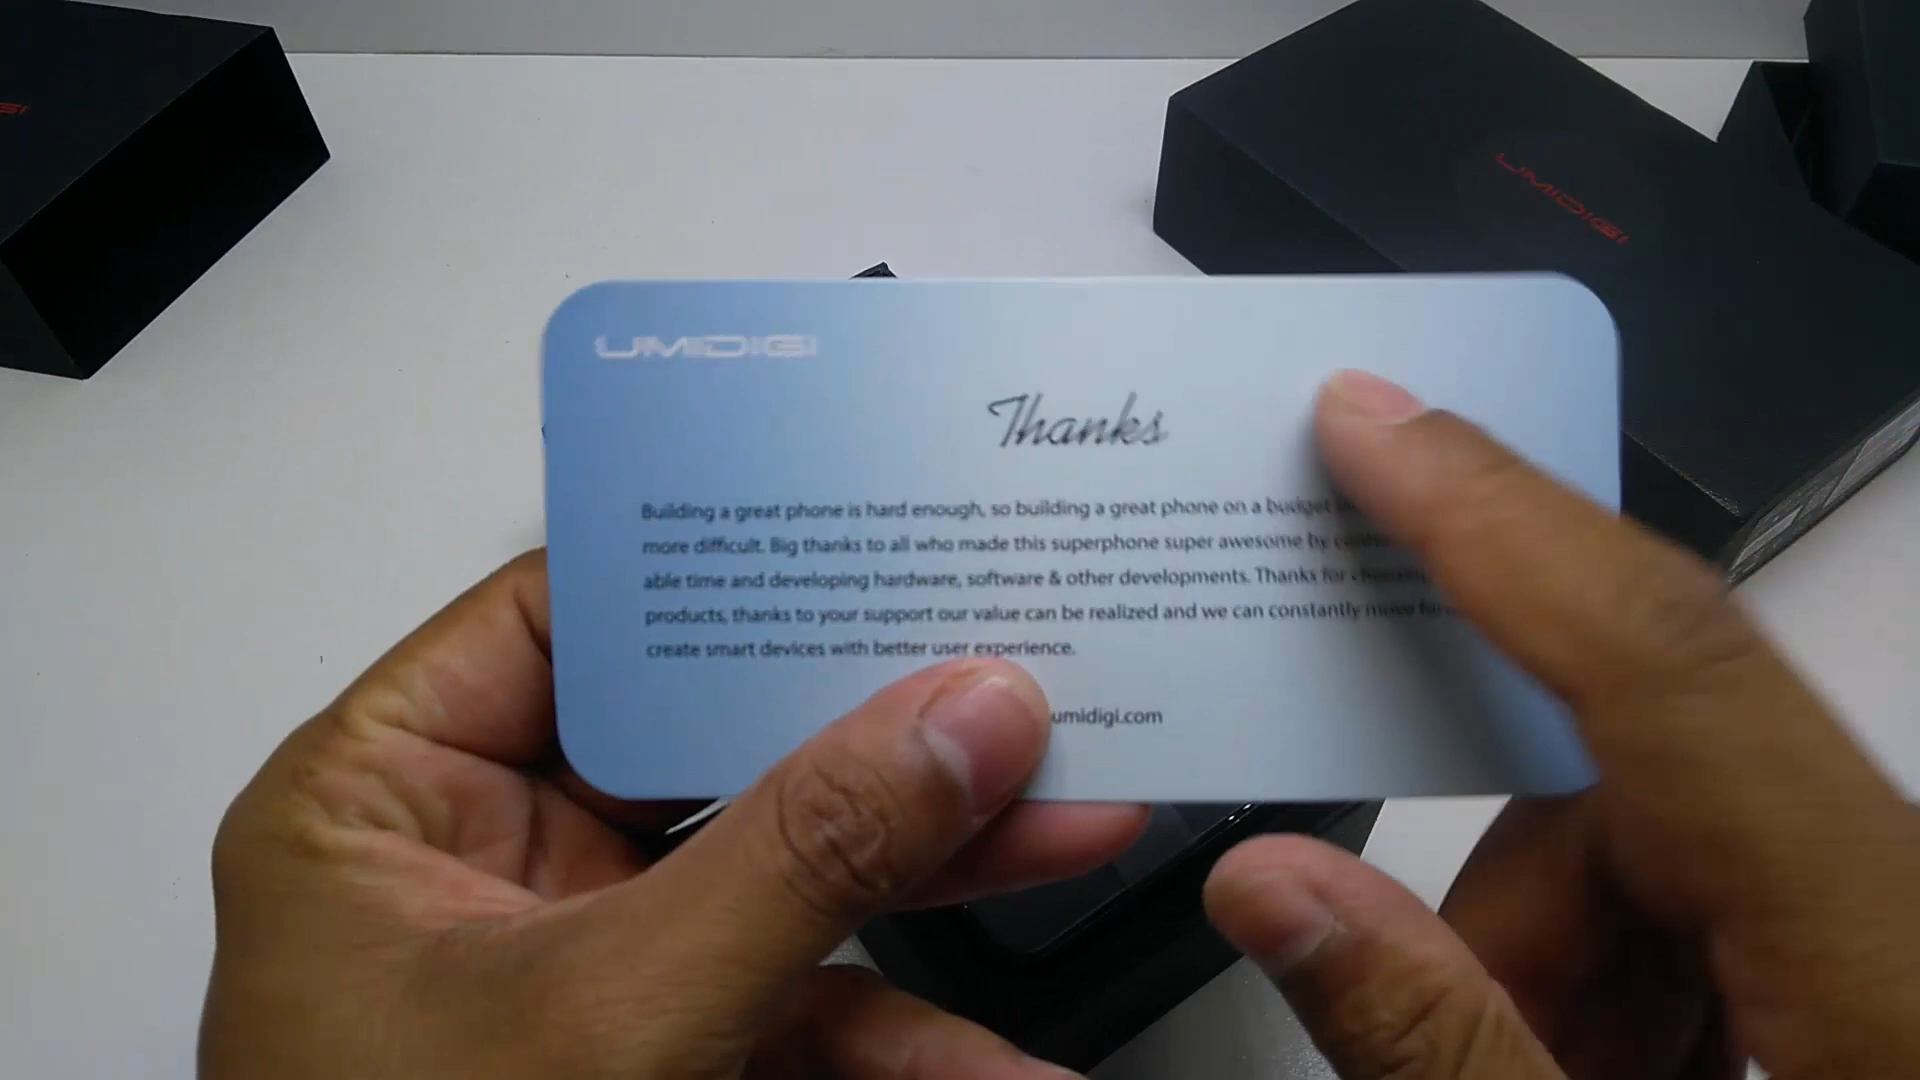 UMIDIGI
UMIDIGI
Thanks
Building a great phone is hard enough, so building a great phone on a budget
more difficult. Big thanks to all who made this superphone super awesome by
able time and developing hardware, software & other developments. Thanks for
products, thanks to your support our value can be realized and we can constantly move
create smart devices with better user experience.
umidigi.com